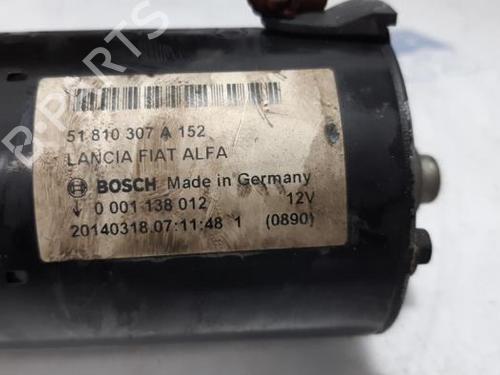 B-PARTS
51 810 307 A 152
LANCIA FIAT ALFA
BOSCH Made in Germany
0 001 138 012 12V
20140318.07:11:48 1 (0890)